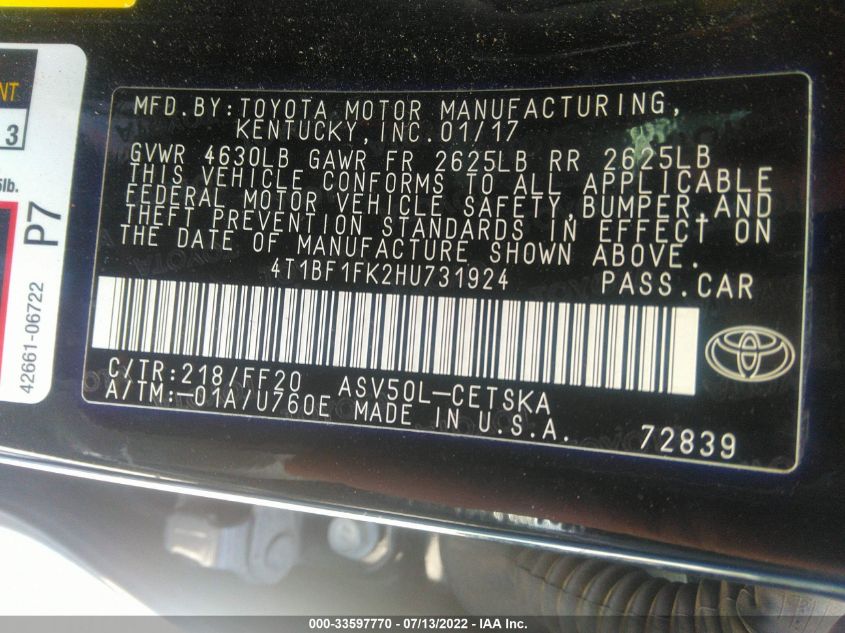 NT
3
5lb.
P7
42661-06722
MFD.BY:TOYOTA MOTOR MANUFACTURING,
KENTUCKY,INC.01/17
GVWR 4630LB GAWR FR 2625LB RR 2625LB
THIS VEHICLE CONFORMS TO ALL APPLICABLE
FEDERAL MOTOR VEHICLE SAFETY,BUMPER,AND
THEFT PREVENTION STANDARDS IN EFFECT ON
THE DATE OF MANUFACTURE SHOWN ABOVE.
4T1BF1FK2HU731924 PASS.CAR
C/TR:218/FF20 ASV50L-CETSKA
A/TM:-01A/U760E MADE IN U.S.A. 72839
000-33597770 - 07/13/2022 - IAA Inc.